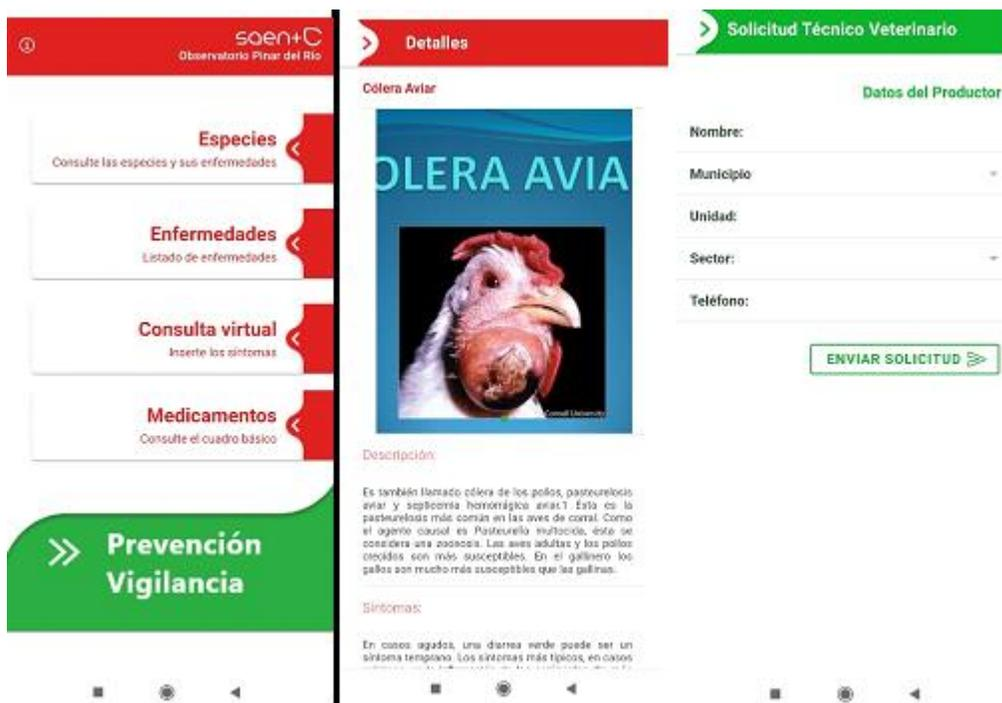 saen+C
Observatorio Pinar del Río
Especies
Consulte las especies y sus enfermedades
Enfermedades
Listado de enfermedades
Consulta virtual
Inserte los síntomas
Medicamentos
Consulte el cuadro básico
Prevención
Vigilancia
Detalles
Cólera Aviar
OLERA AVIA
Cornell University
Descripción:
Es también llamado cólera de los pollos, pasteurelosis
aviar y septicemia hemorrágica aviar.1 Esta es la
pasteurelosis más común en las aves de corral. Como
el agente causal es Pasteurella multocida, ésta se
considera una zoonosis. Las aves adultas y los pollos
crecidos son más susceptibles. En el gallinero los
gallos son mucho más susceptibles que las gallinas.
Síntomas:
En casos agudos, una diarrea verde puede ser un
síntoma temprano. Los síntomas más típicos, en casos
Solicitud Técnico Veterinario
Datos del Productor
Nombre:
Municipio
Unidad:
Sector:
Teléfono:
ENVIAR SOLICITUD